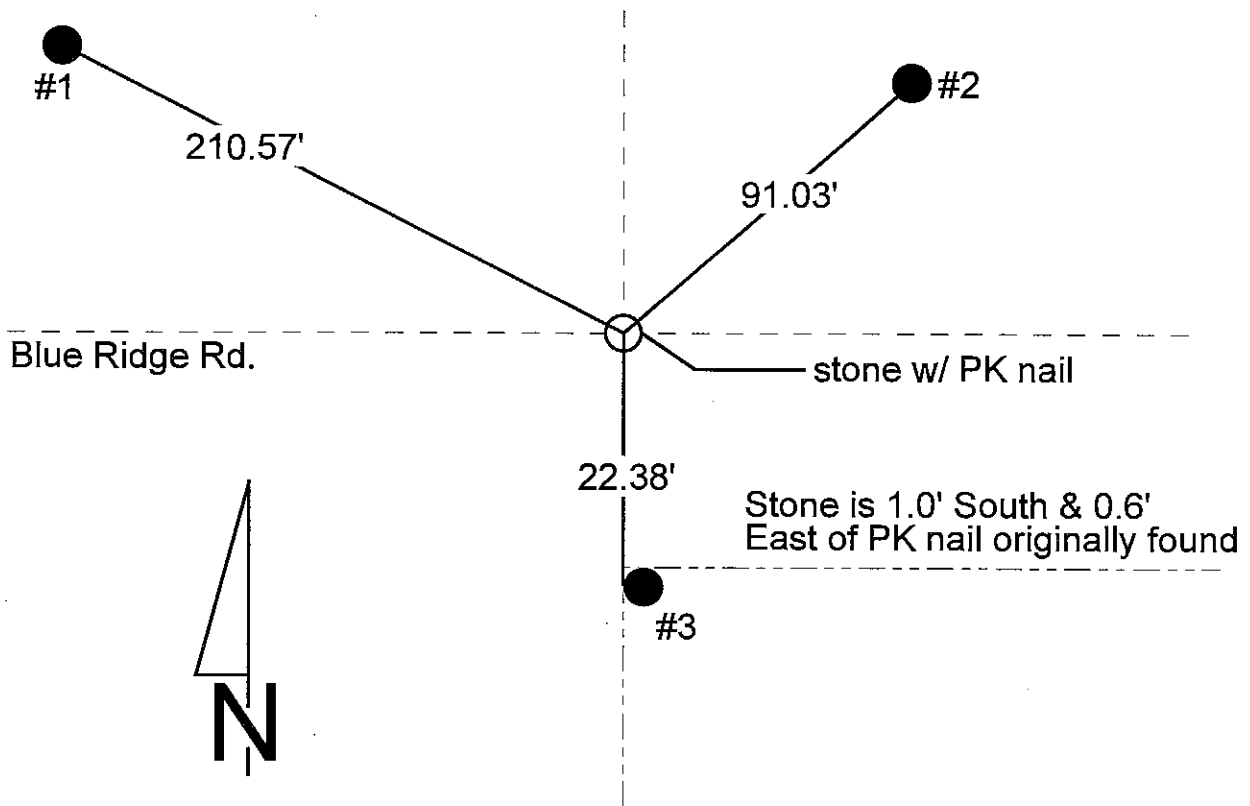 #1
#2
210.57'
91.03'
Blue Ridge Rd.
stone w/ PK nail
22.38'
Stone is 1.0' South & 0.6'
East of PK nail originally found
#3
N